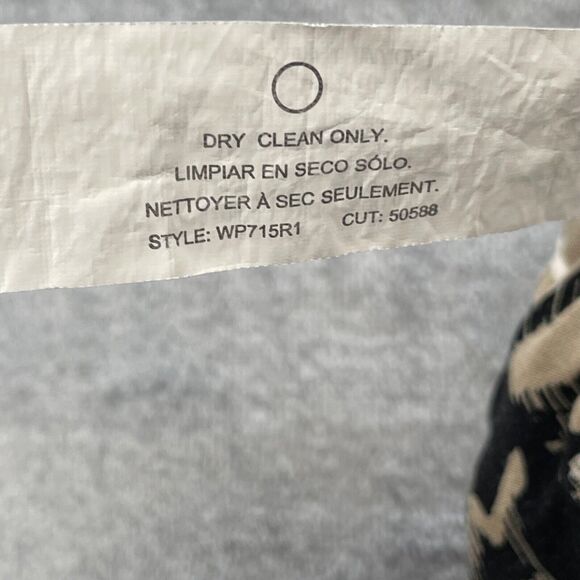 DRY CLEAN ONLY.
LIMPIAR EN SECO SÓLO.
NETTOYER À SEC SEULEMENT.
STYLE: WP715R1 CUT: 50588